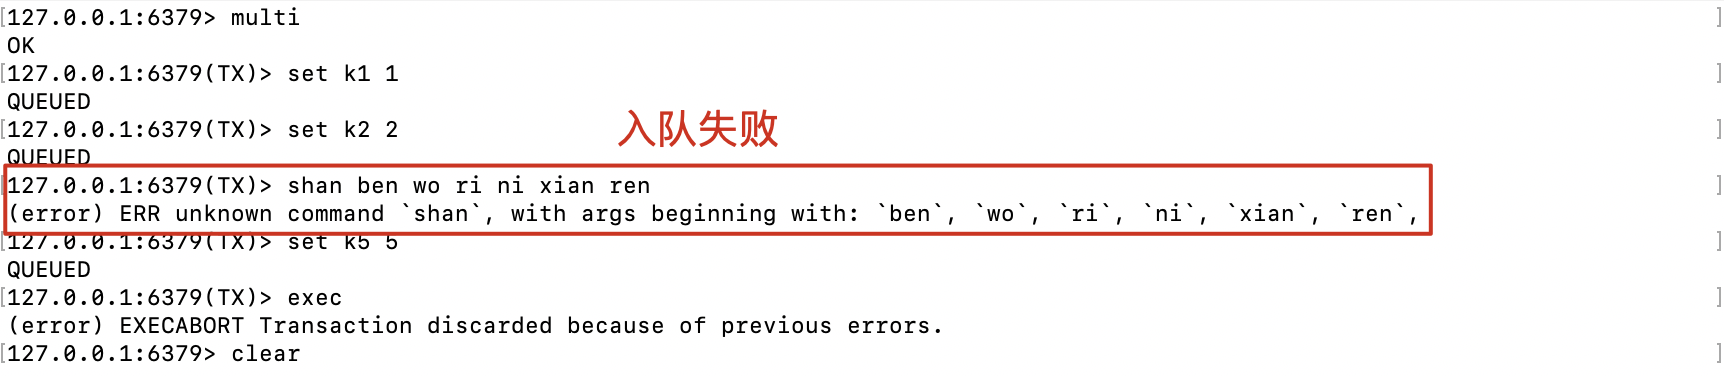 [127.0.0.1:6379> multi ]
OK
[127.0.0.1:6379(TX)> set k1 1 ]
QUEUED
[127.0.0.1:6379(TX)> set k2 2 ]
入队失败
QUEUED
[127.0.0.1:6379(TX)> shan ben wo ri ni xian ren ]
(error) ERR unknown command `shan`, with args beginning with: `ben`, `wo`, `ri`, `ni`, `xian`, `ren`,
[127.0.0.1:6379(TX)> set k5 5 ]
QUEUED
[127.0.0.1:6379(TX)> exec ]
(error) EXECABORT Transaction discarded because of previous errors.
[127.0.0.1:6379> clear ]